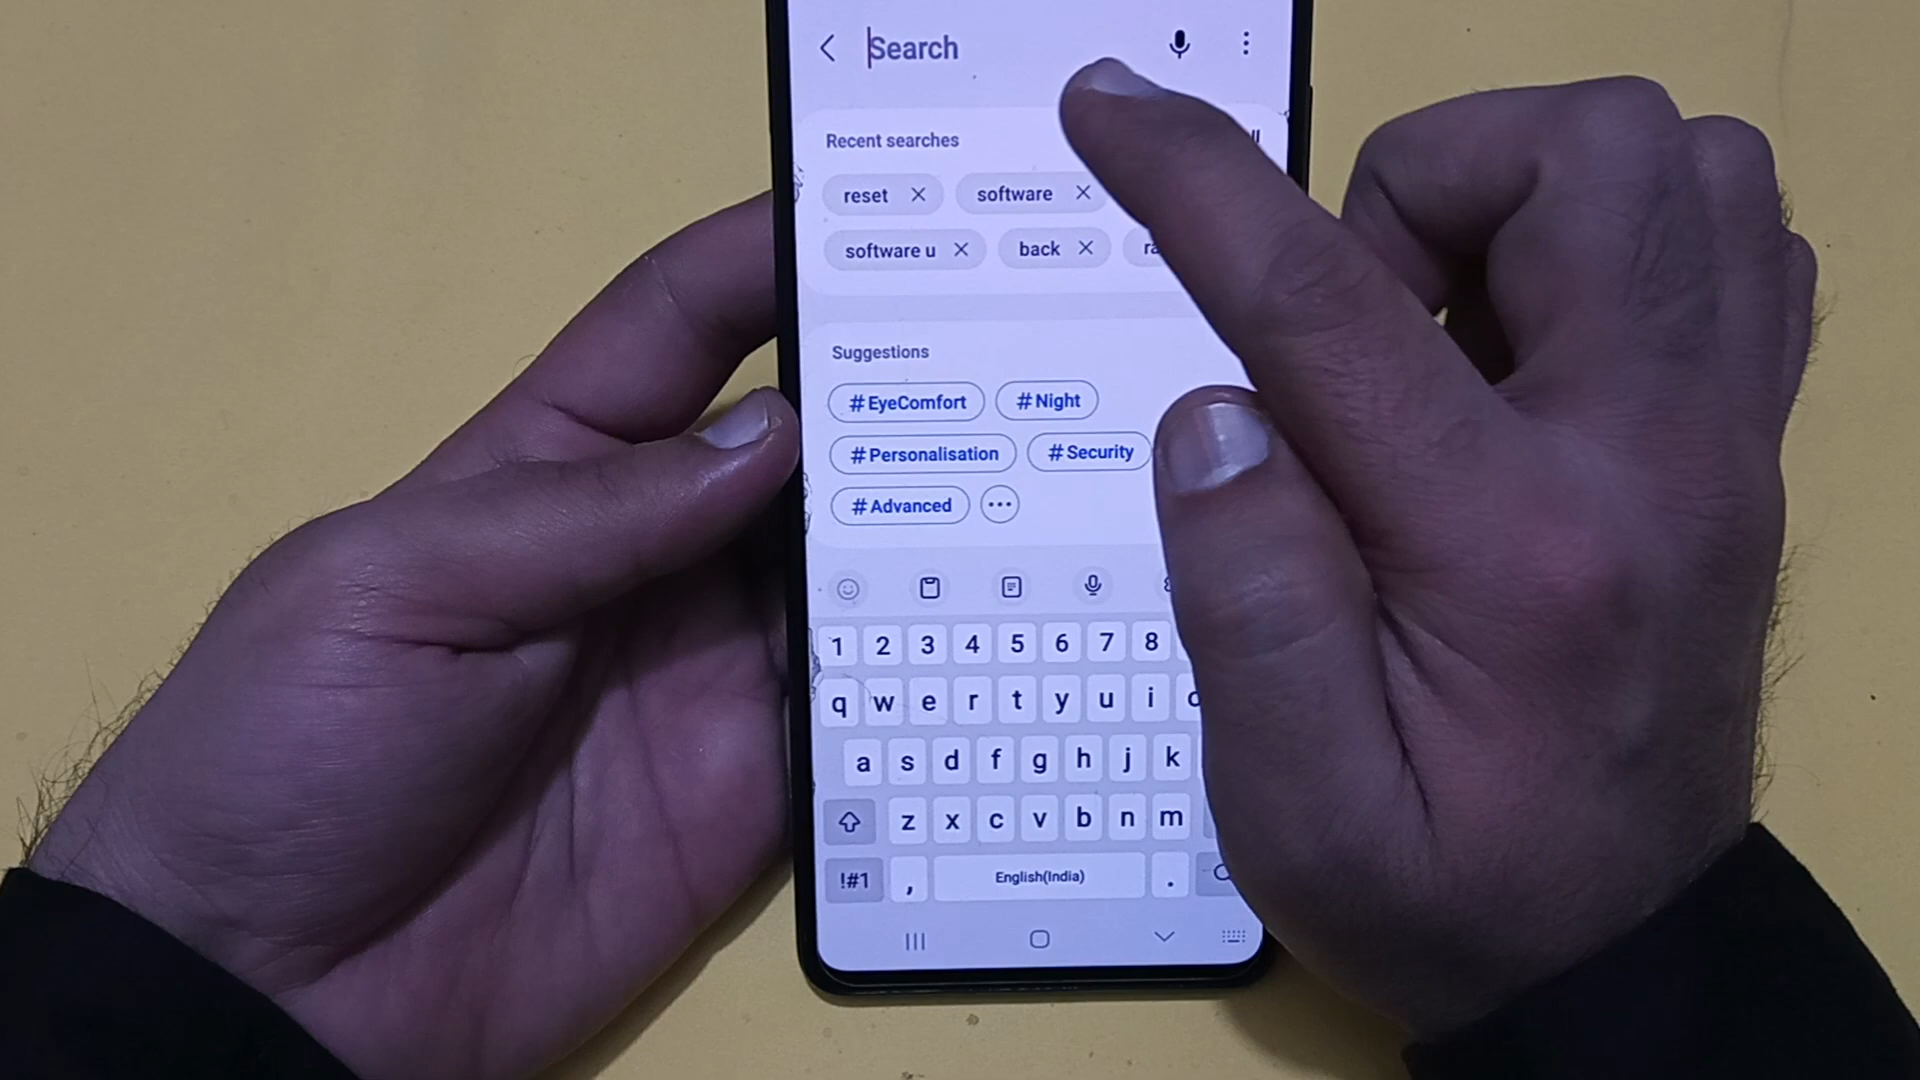 Search
Recent searches
reset software
software u back
Suggestions
#EyeComfort #Night
#Personalisation #Security
#Advanced
1 2 3 4 5 6 7 8
q w e r t y u i
a s d f g h j k
z x c v b n m
!#1 , English(India) .